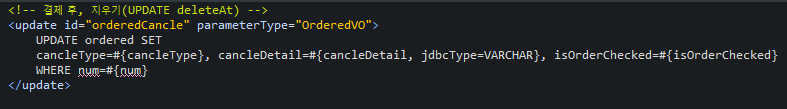 <!-- 결제 후, 지우기(UPDATE deleteAt) -->
<update id="orderedCancle" parameterType="OrderedVO">
UPDATE ordered SET
cancleType=#{cancleType}, cancleDetail=#{cancleDetail, jdbcType=VARCHAR}, isOrderChecked=#{isOrderChecked}
WHERE num=#{num}
</update>